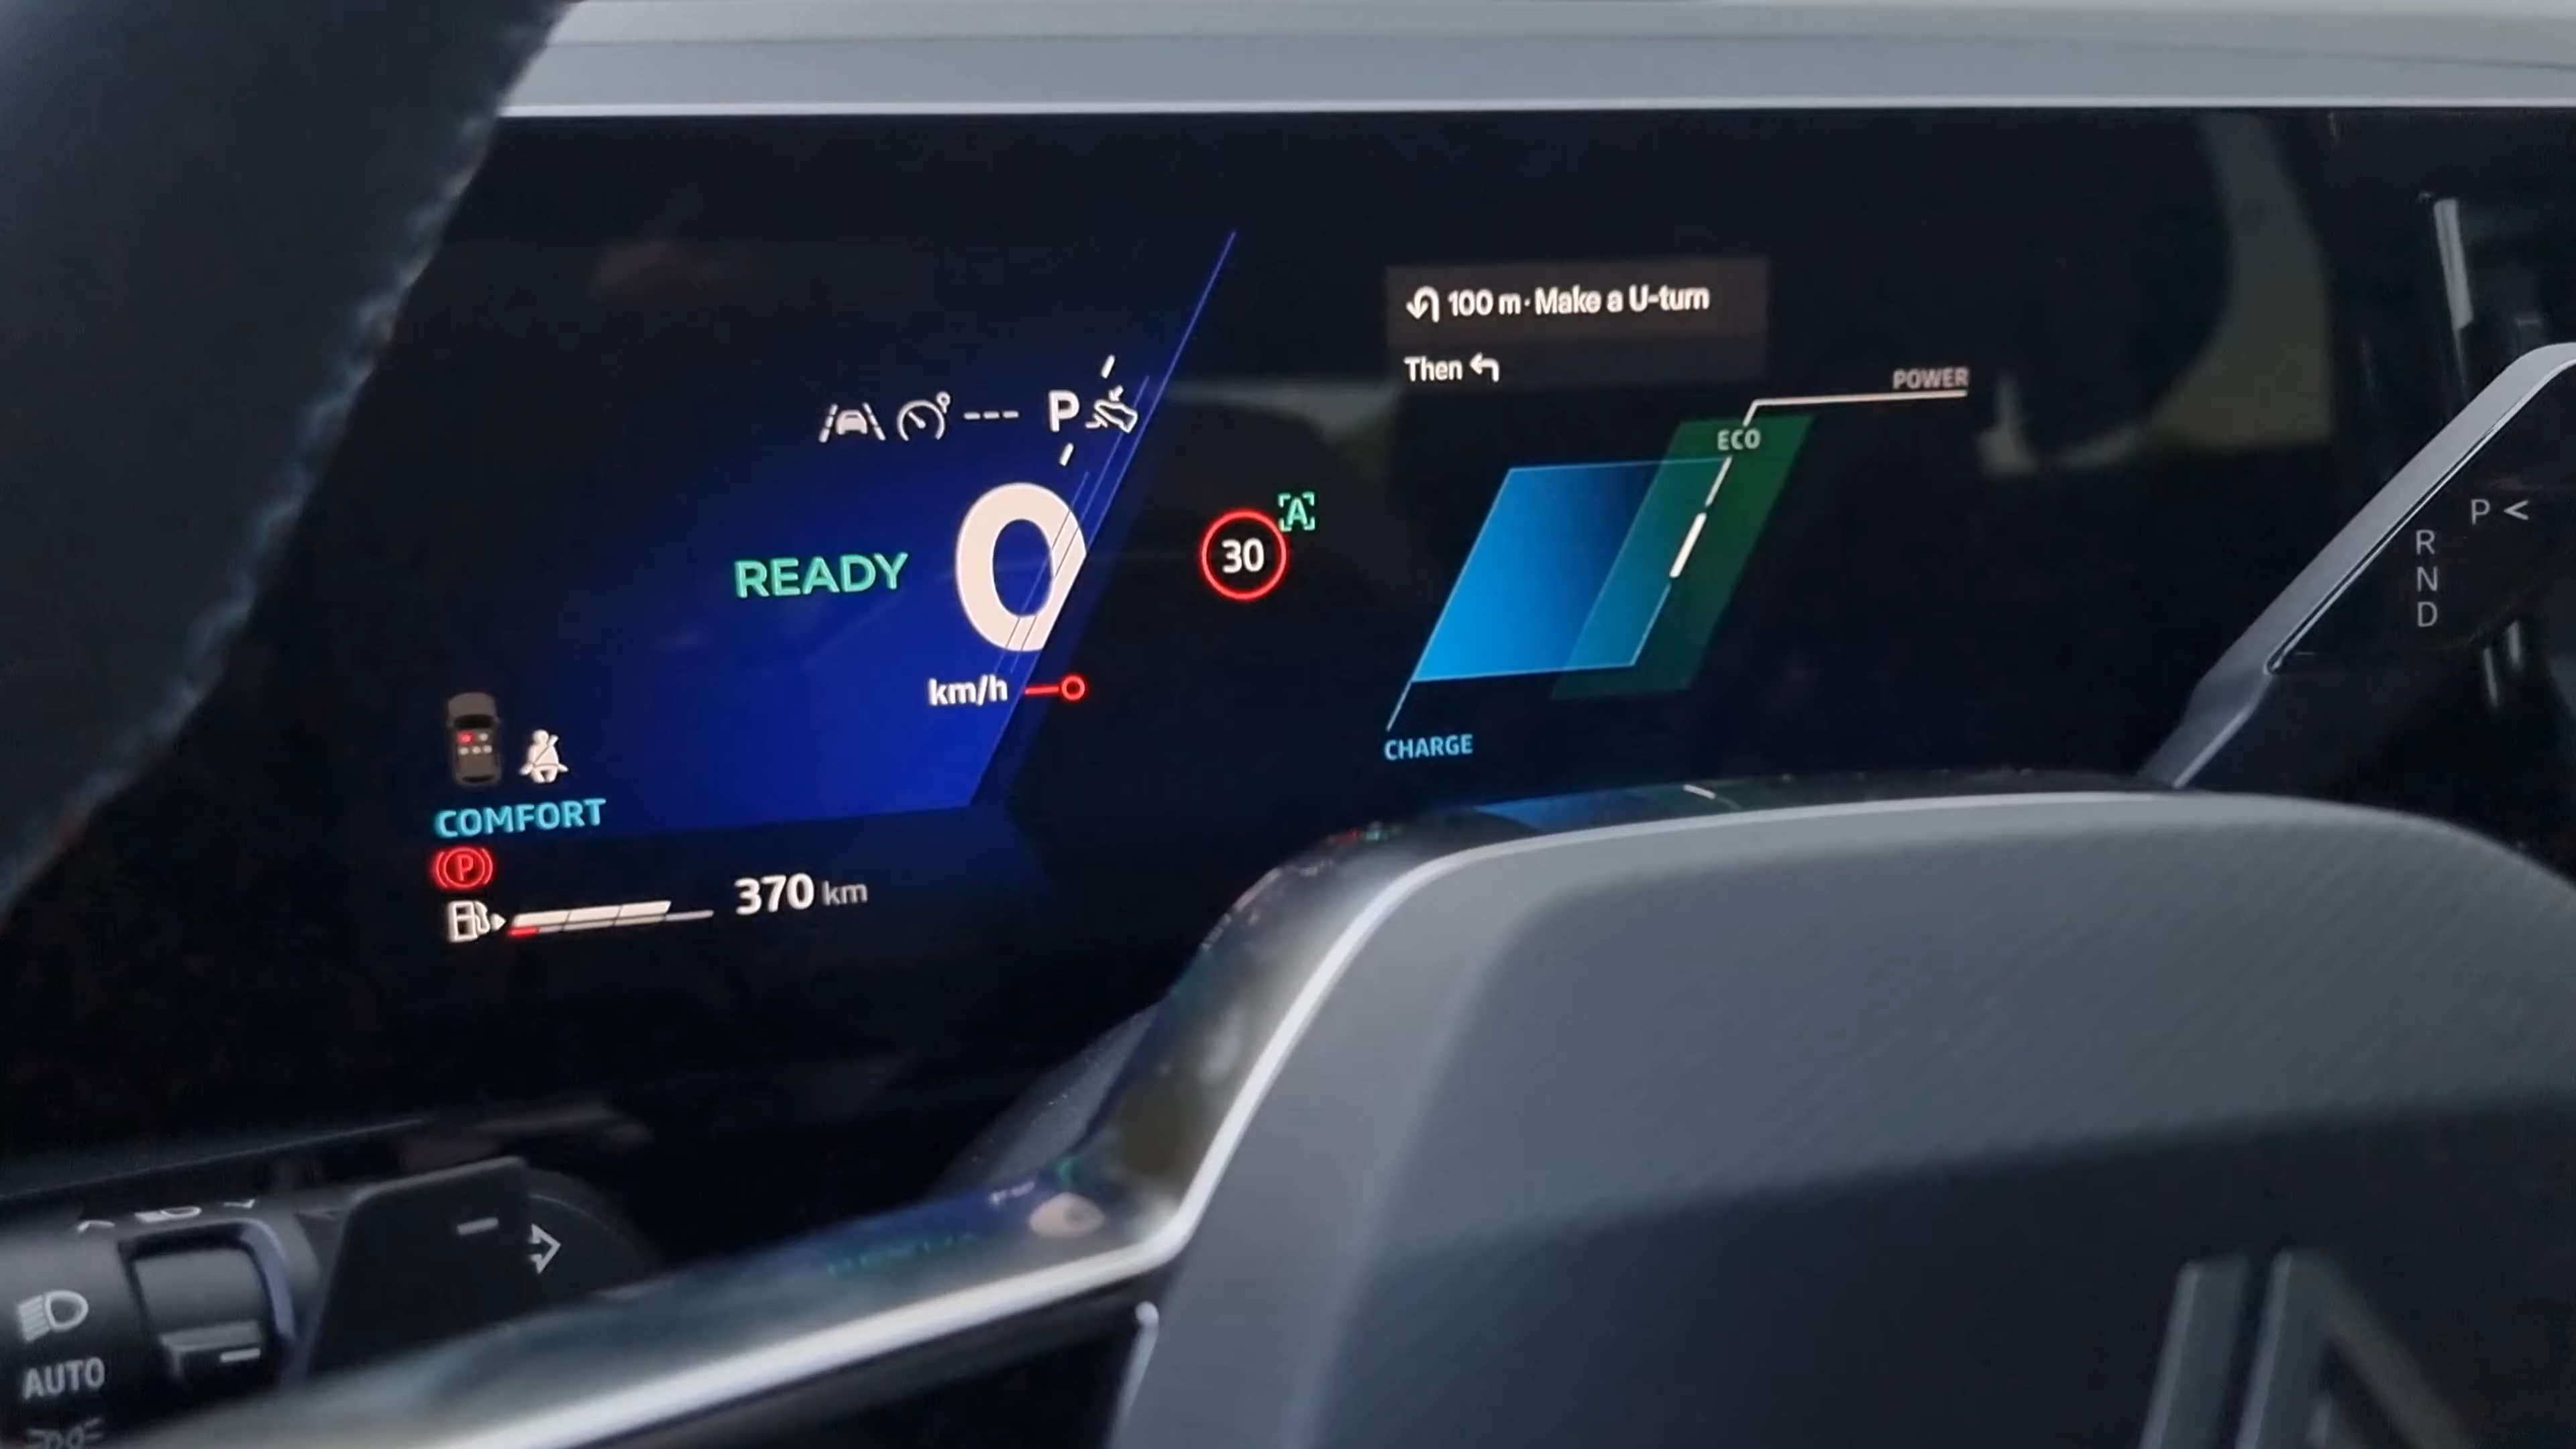 100 m · Make a U-turn
Then
POWER
--- P
ECO
READY 0
30
A
km/h
CHARGE
COMFORT
P
370 km
P <
R
N
D
AUTO